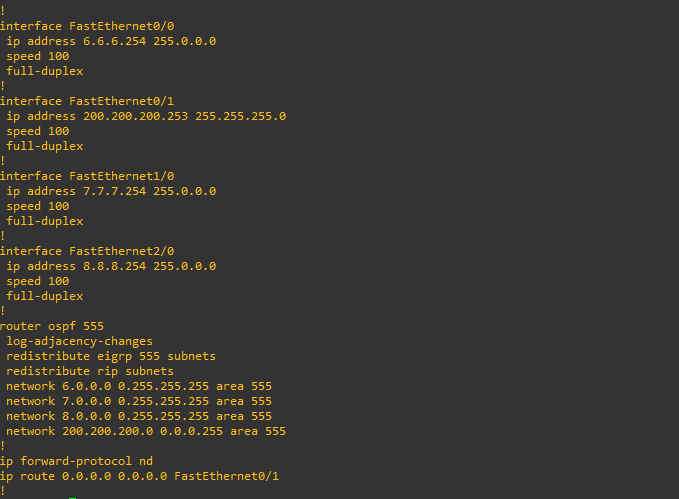 !
interface FastEthernet0/0
 ip address 6.6.6.254 255.0.0.0
 speed 100
 full-duplex
!
interface FastEthernet0/1
 ip address 200.200.200.253 255.255.255.0
 speed 100
 full-duplex
!
interface FastEthernet1/0
 ip address 7.7.7.254 255.0.0.0
 speed 100
 full-duplex
!
interface FastEthernet2/0
 ip address 8.8.8.254 255.0.0.0
 speed 100
 full-duplex
!
router ospf 555
 log-adjacency-changes
 redistribute eigrp 555 subnets
 redistribute rip subnets
 network 6.0.0.0 0.255.255.255 area 555
 network 7.0.0.0 0.255.255.255 area 555
 network 8.0.0.0 0.255.255.255 area 555
 network 200.200.200.0 0.0.0.255 area 555
!
ip forward-protocol nd
ip route 0.0.0.0 0.0.0.0 FastEthernet0/1
!